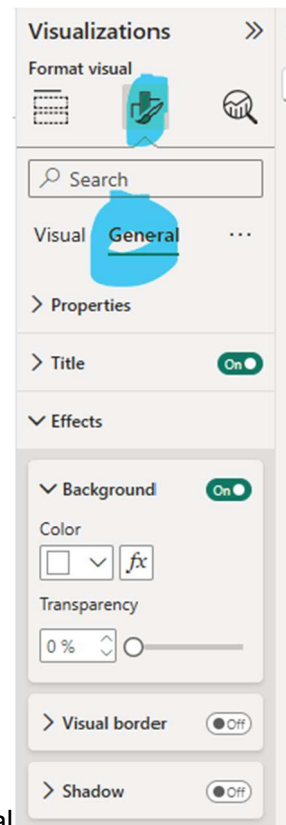 Visualizations
Format visual
Search
Visual General ...
Properties
Title On
Effects
Background On
Color
fx
Transparency
0 %
Visual border Off
Shadow Off
al